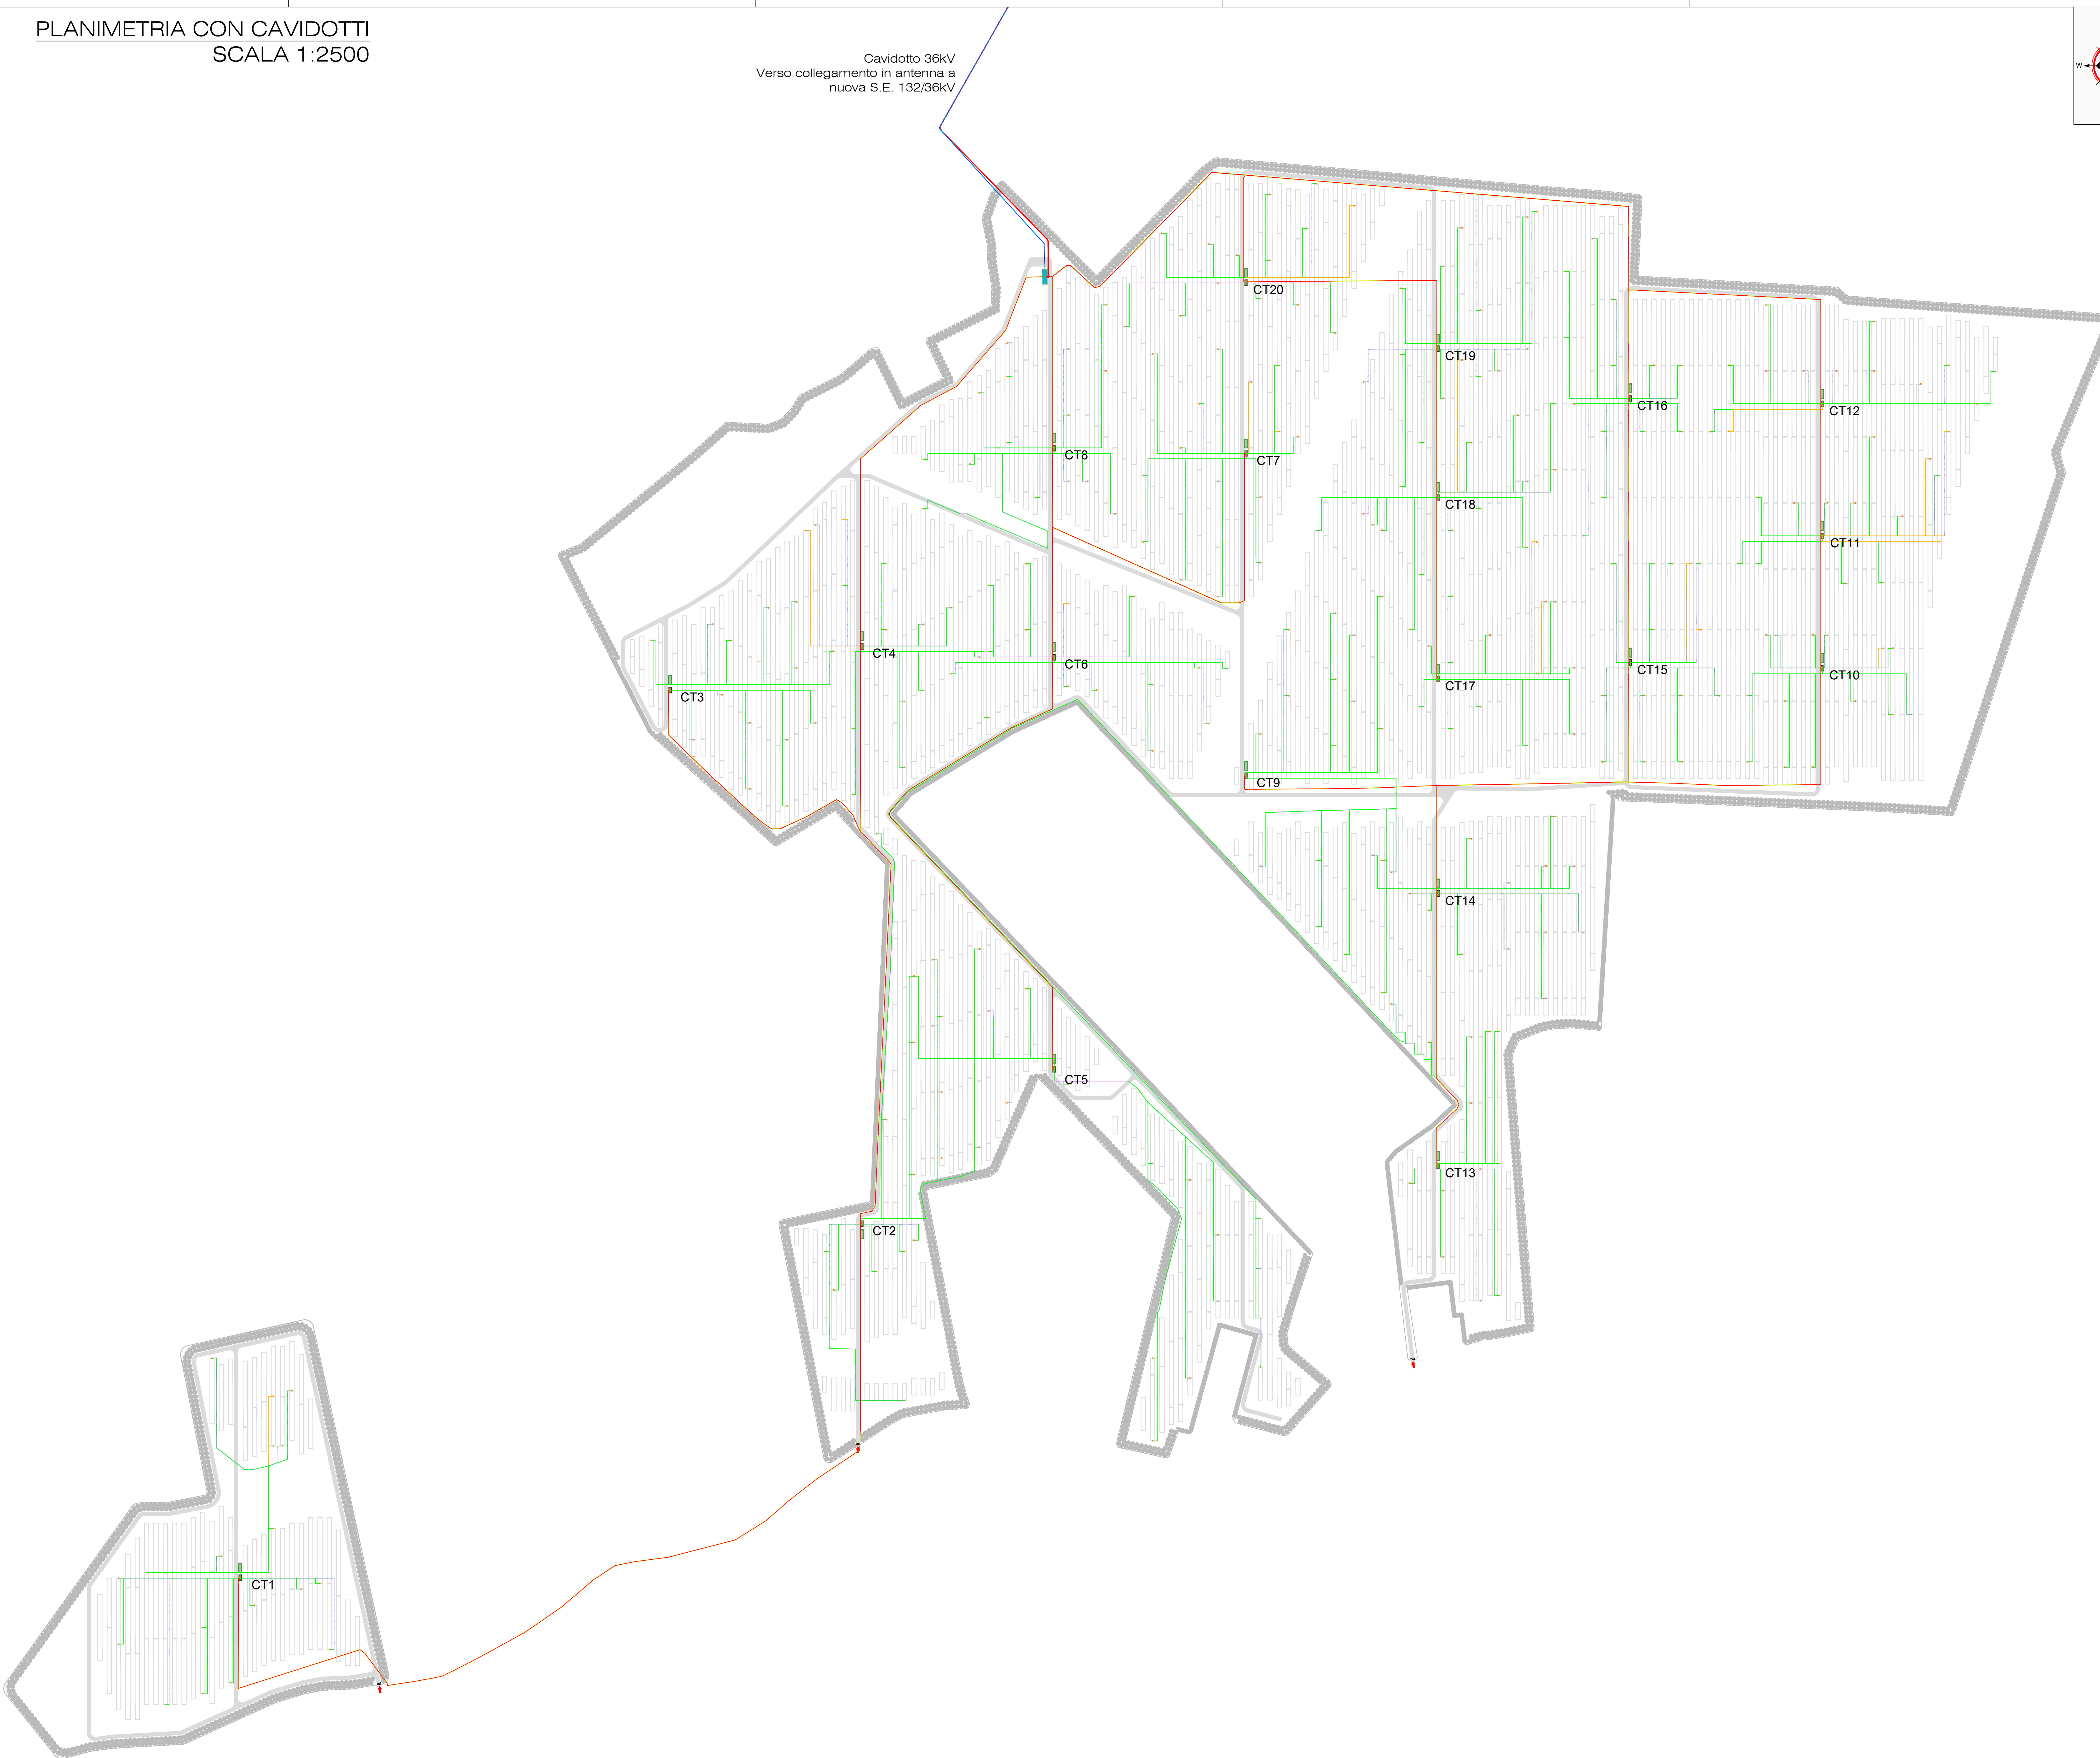 PLANIMETRIA CON CAVIDOTTI
SCALA 1:2500
Cavidotto 36kV
Verso collegamento in antenna a
nuova S.E. 132/36kV
W
CT20
CT19
CT16
CT12
CT8
CT7
CT18
CT11
CT4
CT6
CT15
CT10
CT3
CT17
CT9
CT14
CT5
CT13
CT2
CT1